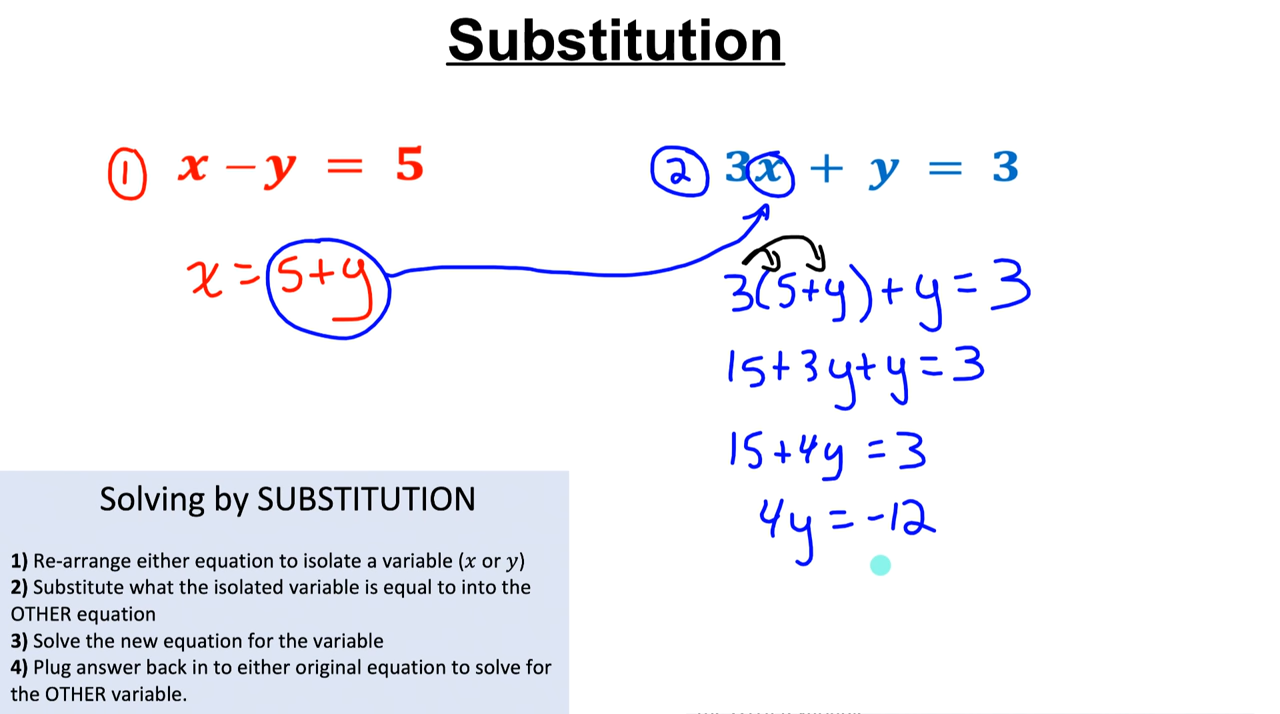 Substitution
① x − y = 5
② 3x + y = 3
x = 5+y
3(5+y)+y=3
15+3y+y=3
15+4y=3
4y=-12
Solving by SUBSTITUTION
1) Re-arrange either equation to isolate a variable (x or y)
2) Substitute what the isolated variable is equal to into the
OTHER equation
3) Solve the new equation for the variable
4) Plug answer back in to either original equation to solve for
the OTHER variable.